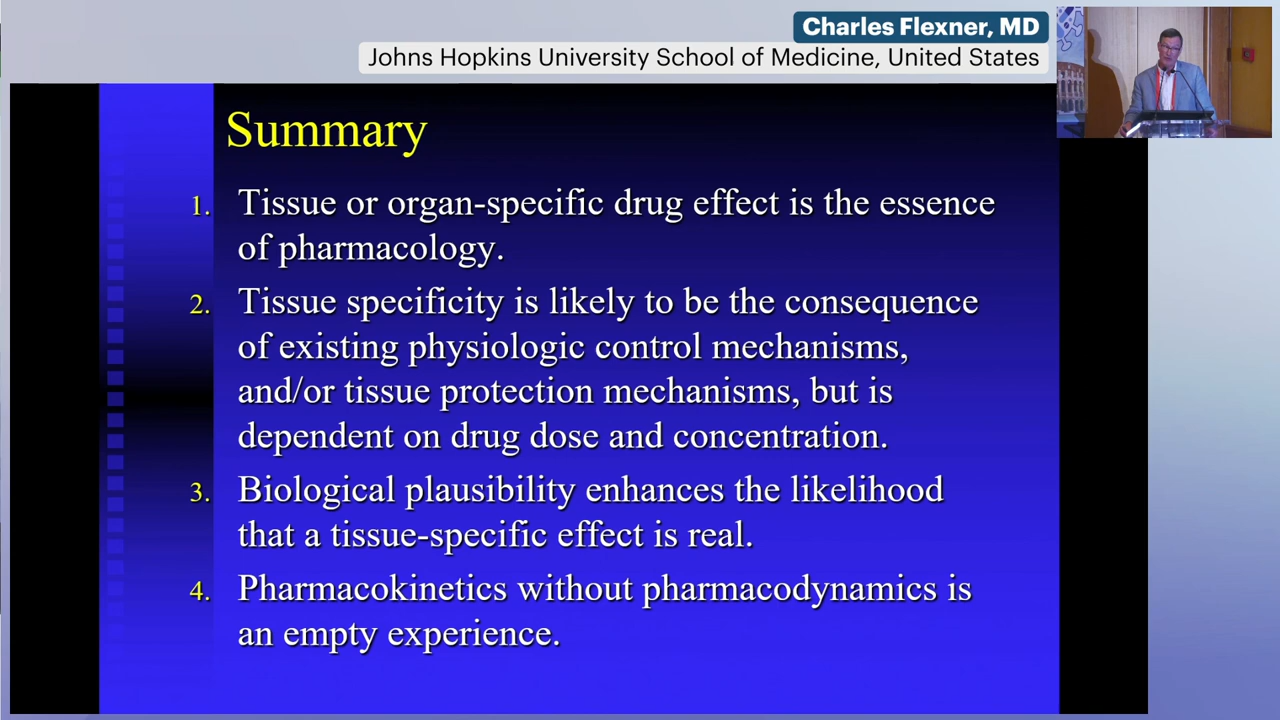 Charles Flexner, MD
Johns Hopkins University School of Medicine, United States
Summary
1. Tissue or organ-specific drug effect is the essence
of pharmacology.
2. Tissue specificity is likely to be the consequence
of existing physiologic control mechanisms,
and/or tissue protection mechanisms, but is
dependent on drug dose and concentration.
3. Biological plausibility enhances the likelihood
that a tissue-specific effect is real.
4. Pharmacokinetics without pharmacodynamics is
an empty experience.